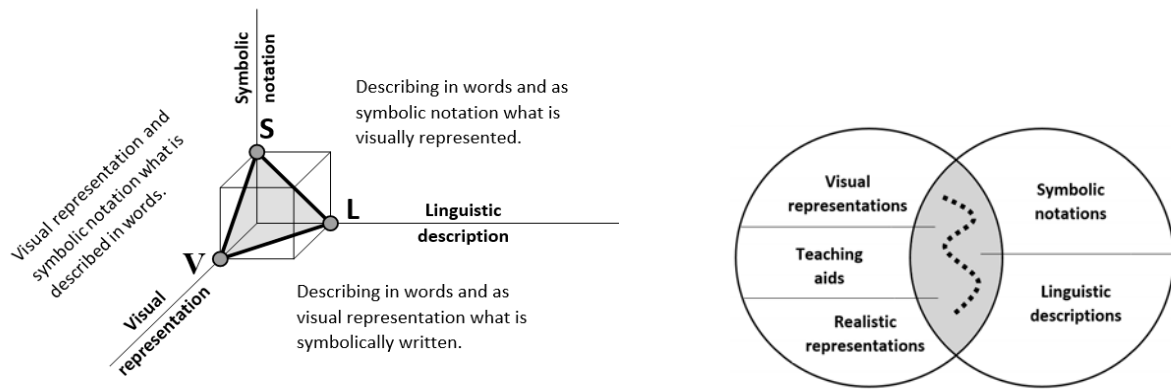 Symbolic
notation
S
Describing in words and as
symbolic notation what is
visually represented.
Visual representation and
symbolic notation what is
described in words.
L
Linguistic
description
V
Visual
representation
Describing in words and as
visual representation what is
symbolically written.
Visual
representations
Teaching
aids
Realistic
representations
Symbolic
notations
Linguistic
descriptions